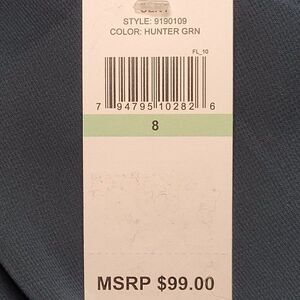 STYLE: 9190109
COLOR: HUNTER GRN
FL_10
7 94795 10282 6
8
MSRP $99.00